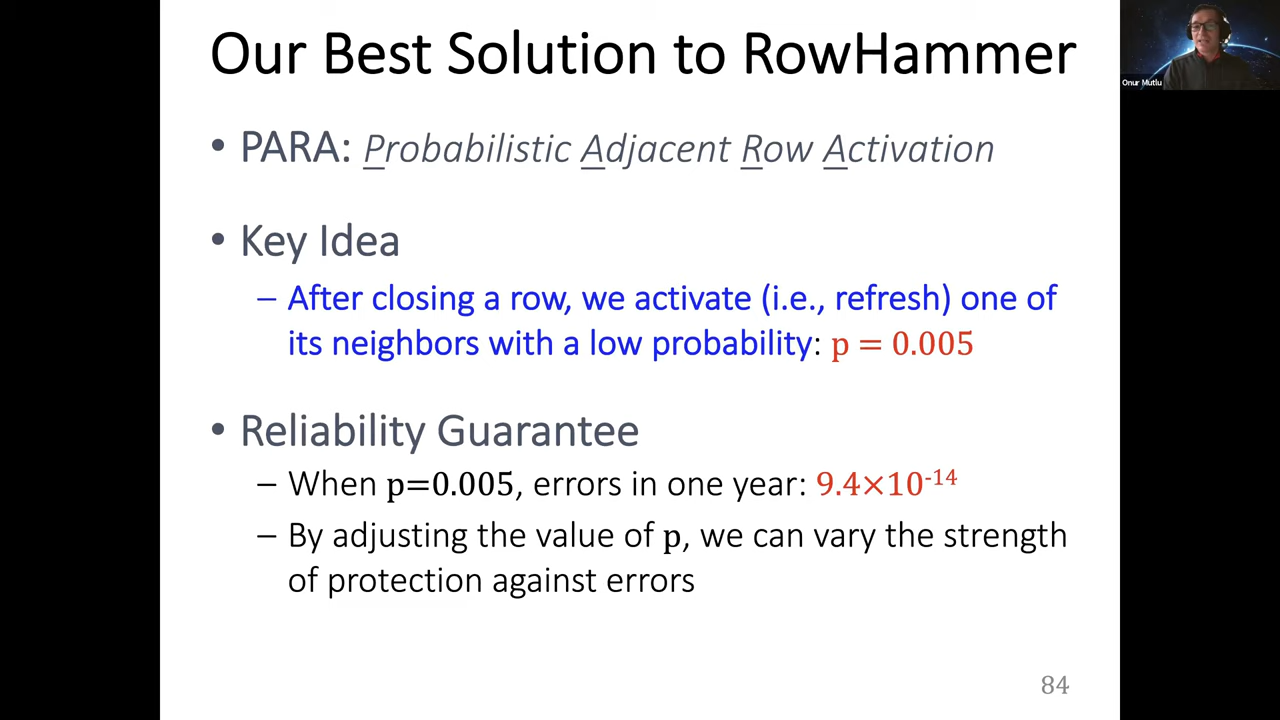 Our Best Solution to RowHammer
Onur Mutlu
• PARA: Probabilistic Adjacent Row Activation
• Key Idea
– After closing a row, we activate (i.e., refresh) one of
its neighbors with a low probability: p = 0.005
• Reliability Guarantee
– When p=0.005, errors in one year: 9.4×10⁻¹⁴
– By adjusting the value of p, we can vary the strength
of protection against errors
84